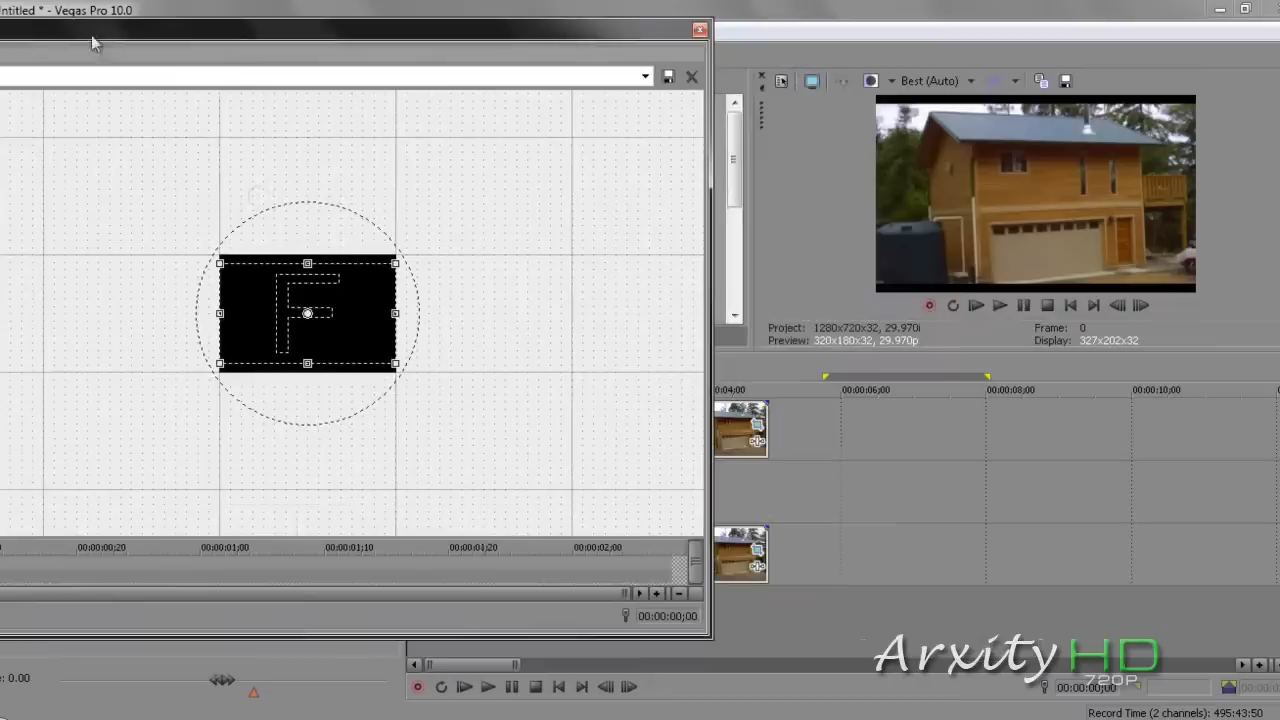 ntitled * - Vegas Pro 10.0
Best (Auto)
F
Project: 1280x720x32, 29.970i
Frame: 0
Preview: 320x180x32, 29.970p
Display: 327x202x32
0:04;00
00:00:06;00
00:00:08;00
00:00:10;00
00:00:00;20
00:00:01;00
00:00:01;10
00:00:01;20
00:00:02;00
00:00:00;00
Arxity HD
720P
e: 0.00
00:00:00;00
Record Time (2 channels): 495:43:50